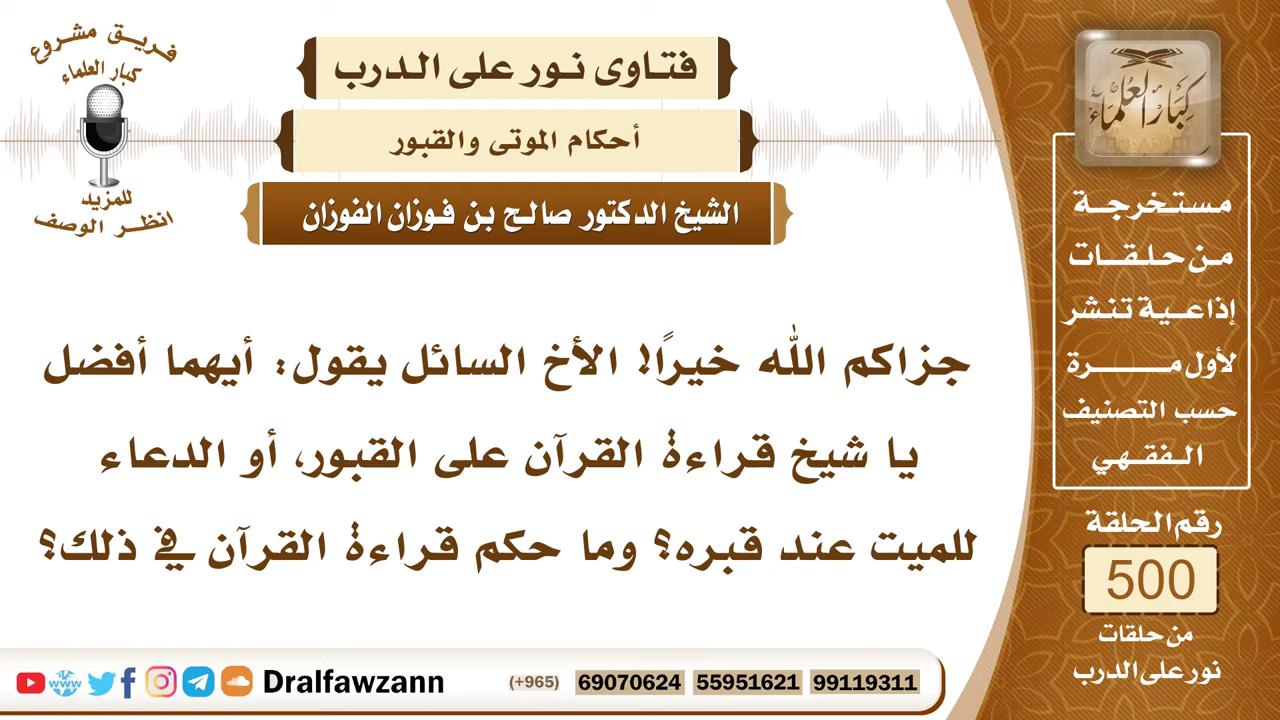 فريق مشروع
كبار العلماء
للمزيد
انظر الوصف
فتاوى نور على الدرب
أحكام الموتى والقبور
الشيخ الدكتور صالح بن فوزان الفوزان
جزاكم الله خيرًا! الأخ السائل يقول: أيهما أفضل
يا شيخ قراءة القرآن على القبور، أو الدعاء
للميت عند قبره؟ وما حكم قراءة القرآن في ذلك؟
كبار العلماء
مستخرجة
من حلقات
إذاعية تنشر
لأول مرة
حسب التصنيف
الفقهي
رقم الحلقة
500
من حلقات
نور على الدرب
www Dralfawzann (+965) 69070624 55951621 99119311